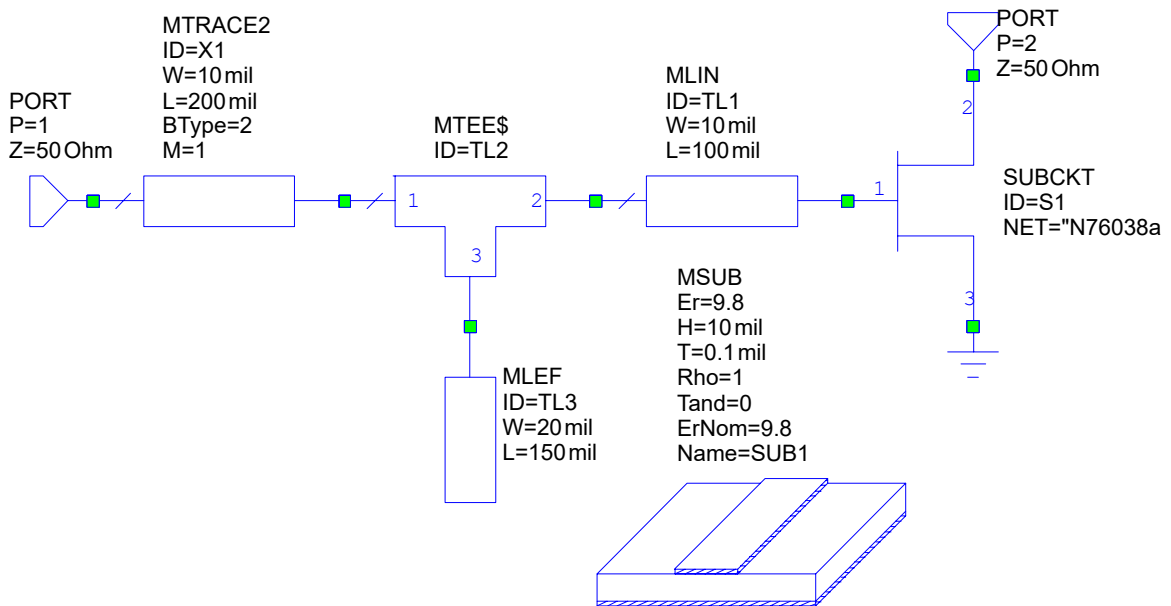 PORT
P=1
Z=50 Ohm
MTRACE2
ID=X1
W=10 mil
L=200 mil
BType=2
M=1
MTEE$
ID=TL2
1
2
3
MLEF
ID=TL3
W=20 mil
L=150 mil
MLIN
ID=TL1
W=10 mil
L=100 mil
MSUB
Er=9.8
H=10 mil
T=0.1 mil
Rho=1
Tand=0
ErNom=9.8
Name=SUB1
PORT
P=2
Z=50 Ohm
2
1
3
SUBCKT
ID=S1
NET="N76038a